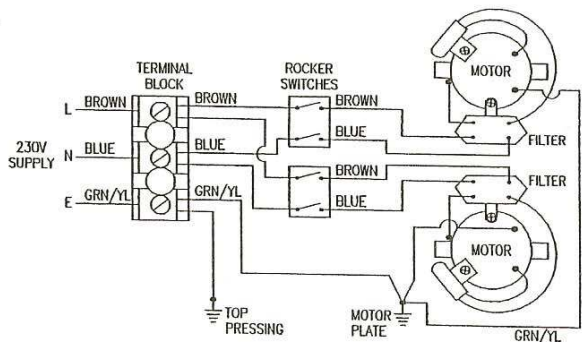 TERMINAL
BLOCK
ROCKER
SWITCHES
MOTOR
L BROWN
BROWN
BROWN
230V
SUPPLY
N BLUE
BLUE
BLUE
FILTER
BROWN
FILTER
E GRN/YL
GRN/YL
BLUE
MOTOR
TOP
PRESSING
MOTOR
PLATE
GRN/YL